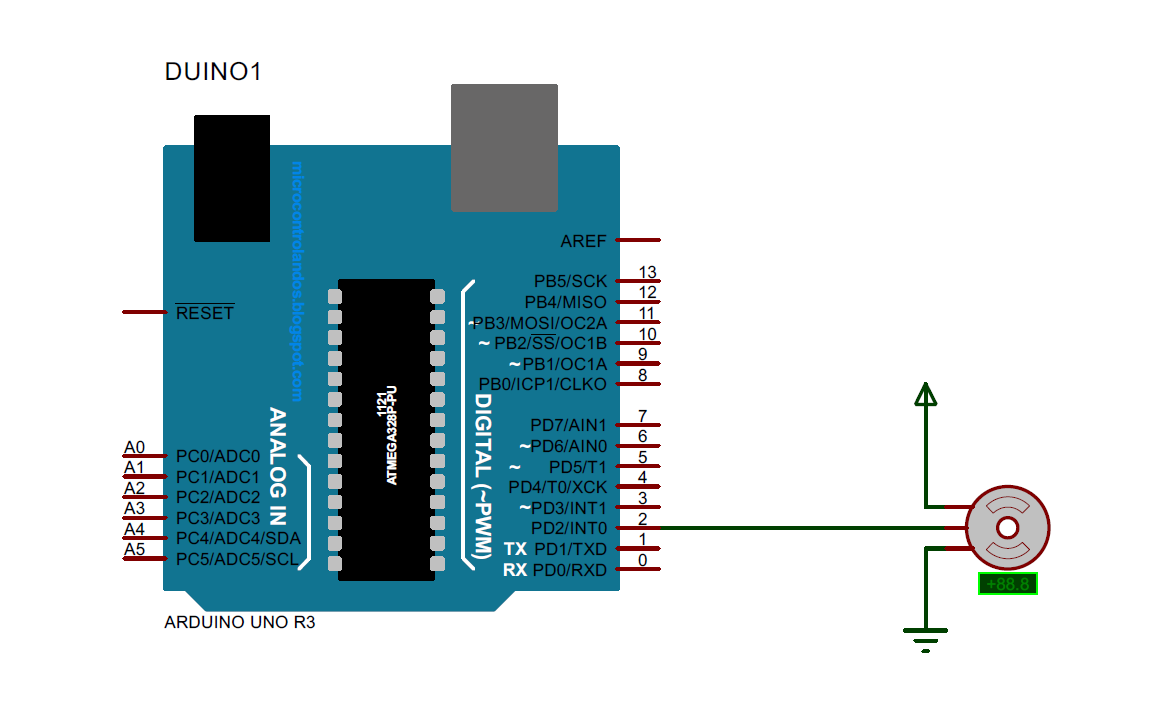 DUINO1
microcontrolandos.blogspot.com
AREF
PB5/SCK 13
PB4/MISO 12
~PB3/MOSI/OC2A 11
~ PB2/SS/OC1B 10
~ PB1/OC1A 9
PB0/ICP1/CLKO 8
RESET
1121
ATMEGA328P-PU
DIGITAL (~PWM)
ANALOG IN
PD7/AIN1 7
~PD6/AIN0 6
~ PD5/T1 5
PD4/T0/XCK 4
~PD3/INT1 3
PD2/INT0 2
TX PD1/TXD 1
RX PD0/RXD 0
A0 PC0/ADC0
A1 PC1/ADC1
A2 PC2/ADC2
A3 PC3/ADC3
A4 PC4/ADC4/SDA
A5 PC5/ADC5/SCL
+88.8
ARDUINO UNO R3